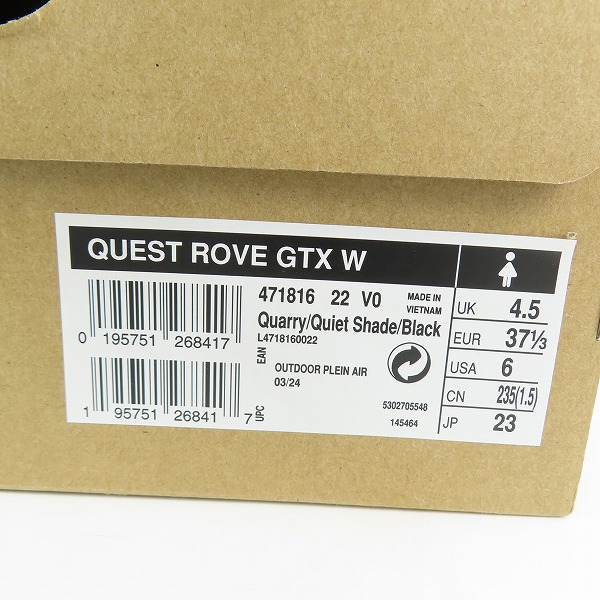 QUEST ROVE GTX W
471816 22 V0
MADE IN
VIETNAM
Quarry/Quiet Shade/Black
L4718160022
0 195751 268417
EAN
OUTDOOR PLEIN AIR
03/24
1 95751 26841 7
UPC
5302705548
145464
UK 4.5
EUR 37⅓
USA 6
CN 235(1.5)
JP 23